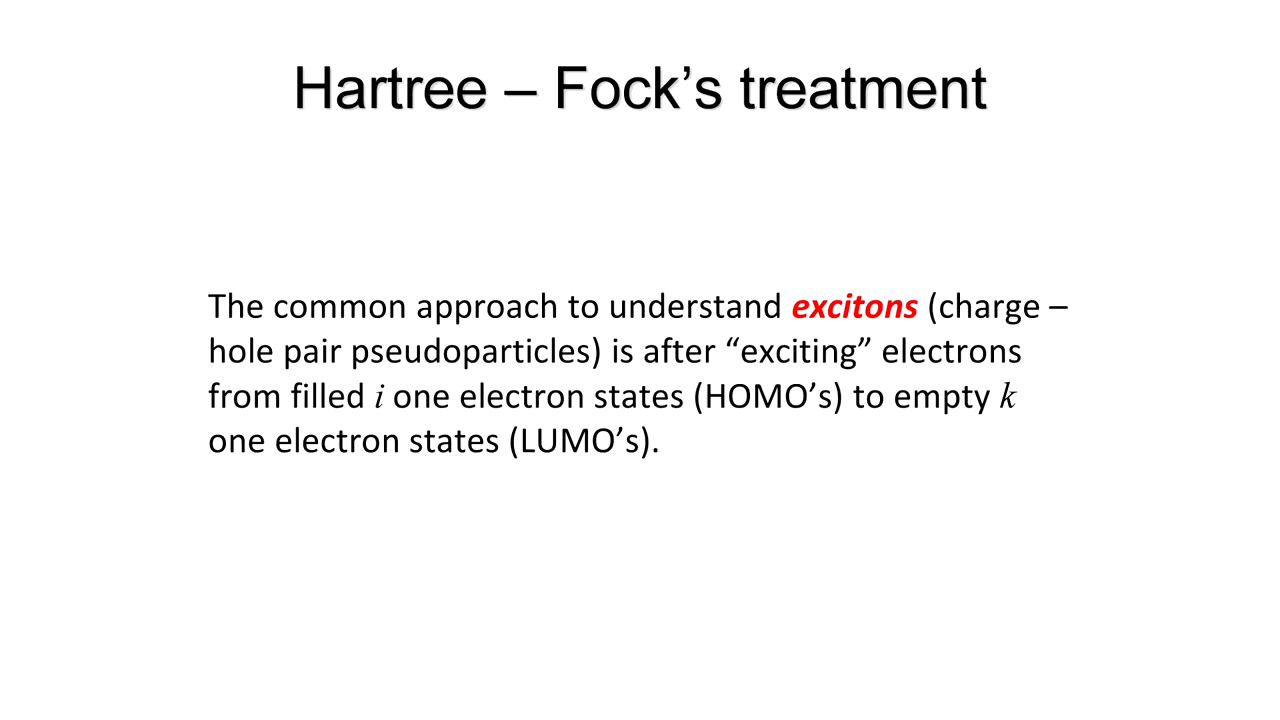 Hartree – Fock’s treatment
The common approach to understand excitons (charge –
hole pair pseudoparticles) is after “exciting” electrons
from filled i one electron states (HOMO’s) to empty k
one electron states (LUMO’s).